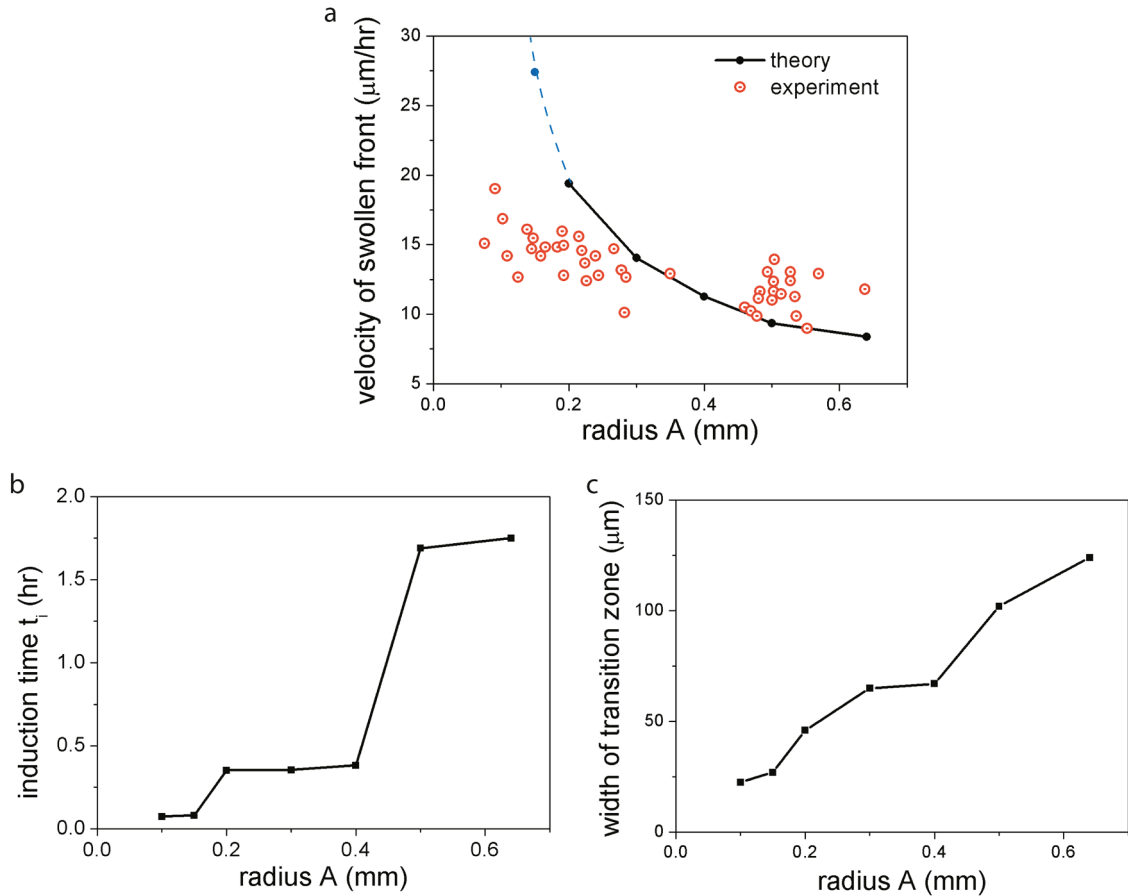 a
velocity of swollen front (μm/hr)
30
25
20
15
10
5
0.0 0.2 0.4 0.6
radius A (mm)
theory
experiment
b
induction time t_i (hr)
2.0
1.5
1.0
0.5
0.0
0.0 0.2 0.4 0.6
radius A (mm)
c
width of transition zone (μm)
150
100
50
0
0.0 0.2 0.4 0.6
radius A (mm)